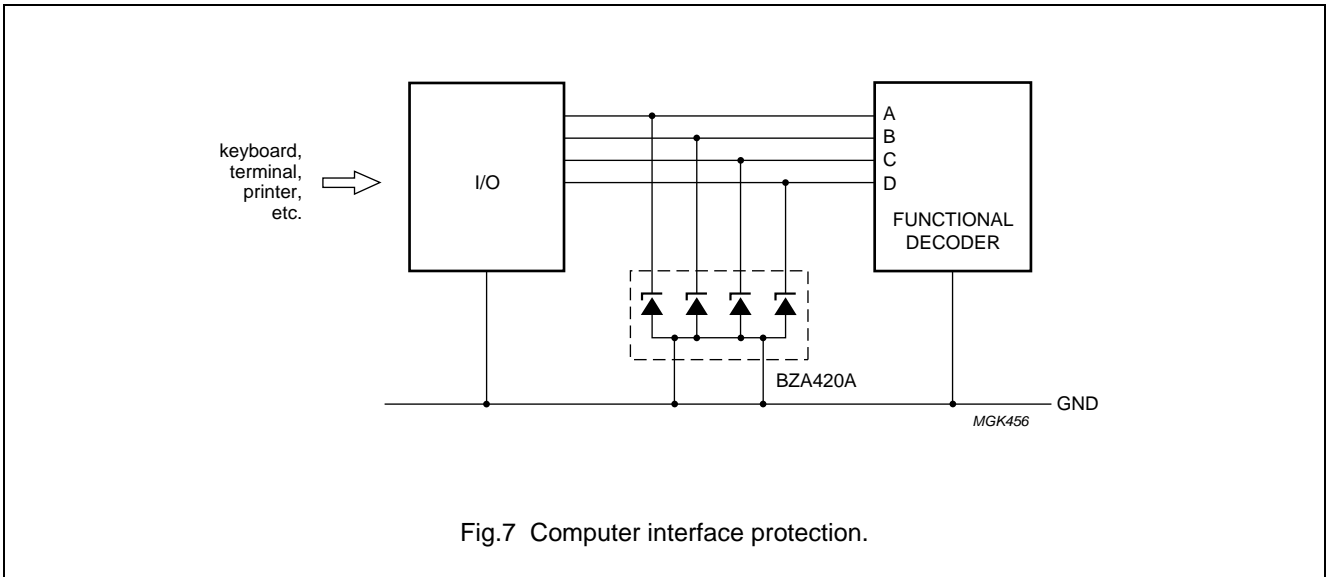 keyboard,
terminal,
printer,
etc.
I/O
A
B
C
D
FUNCTIONAL
DECODER
BZA420A
GND
MGK456
Fig.7 Computer interface protection.